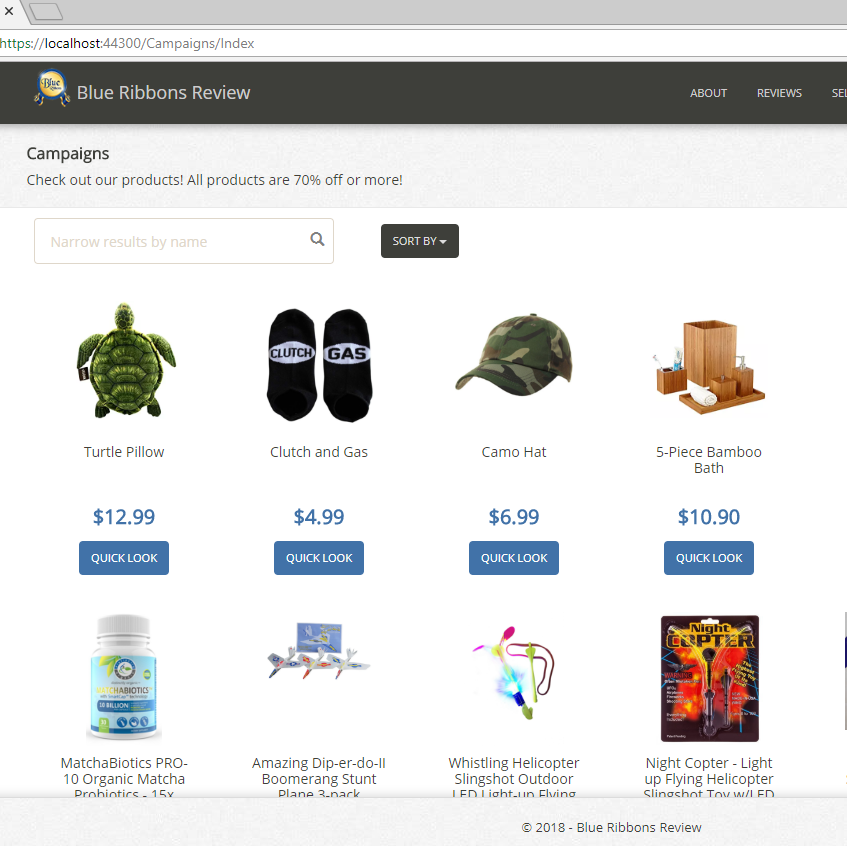 https://localhost:44300/Campaigns/Index
Blue
Blue Ribbons Review
ABOUT
REVIEWS
SEL
Campaigns
Check out our products! All products are 70% off or more!
Narrow results by name
SORT BY
CLUTCH
GAS
Turtle Pillow
Clutch and Gas
Camo Hat
5-Piece Bamboo
Bath
$12.99
$4.99
$6.99
$10.90
QUICK LOOK
QUICK LOOK
QUICK LOOK
QUICK LOOK
MATCHABIOTICS
10 BILLION
Night
COPTER
WARNING
MatchaBiotics PRO-
10 Organic Matcha
Probiotics - 15x
Amazing Dip-er-do-II
Boomerang Stunt
Plane 3-pack
Whistling Helicopter
Slingshot Outdoor
LED Light-up Flying
Night Copter - Light
up Flying Helicopter
Slingshot Toy w/LED
© 2018 - Blue Ribbons Review